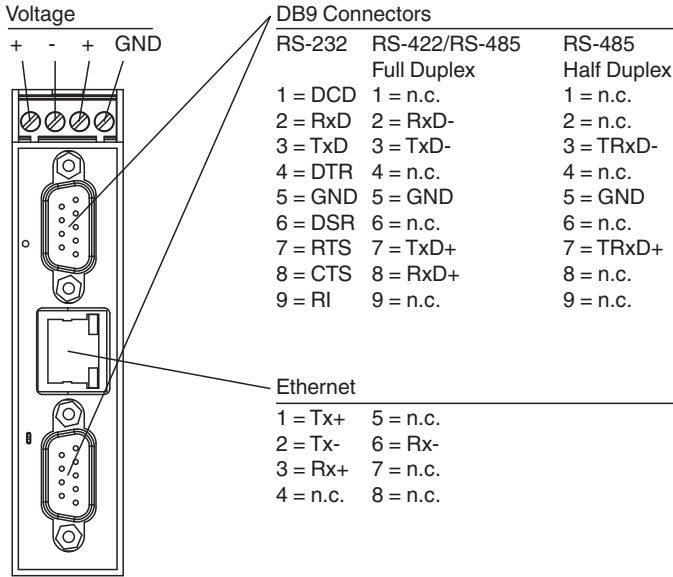 Voltage
+ - + GND
DB9 Connectors
RS-232 RS-422/RS-485 RS-485
Full Duplex Half Duplex
1 = DCD 1 = n.c. 1 = n.c.
2 = RxD 2 = RxD- 2 = n.c.
3 = TxD 3 = TxD- 3 = TRxD-
4 = DTR 4 = n.c. 4 = n.c.
5 = GND 5 = GND 5 = GND
6 = DSR 6 = n.c. 6 = n.c.
7 = RTS 7 = TxD+ 7 = TRxD+
8 = CTS 8 = RxD+ 8 = n.c.
9 = RI 9 = n.c. 9 = n.c.
Ethernet
1 = Tx+ 5 = n.c.
2 = Tx- 6 = Rx-
3 = Rx+ 7 = n.c.
4 = n.c. 8 = n.c.